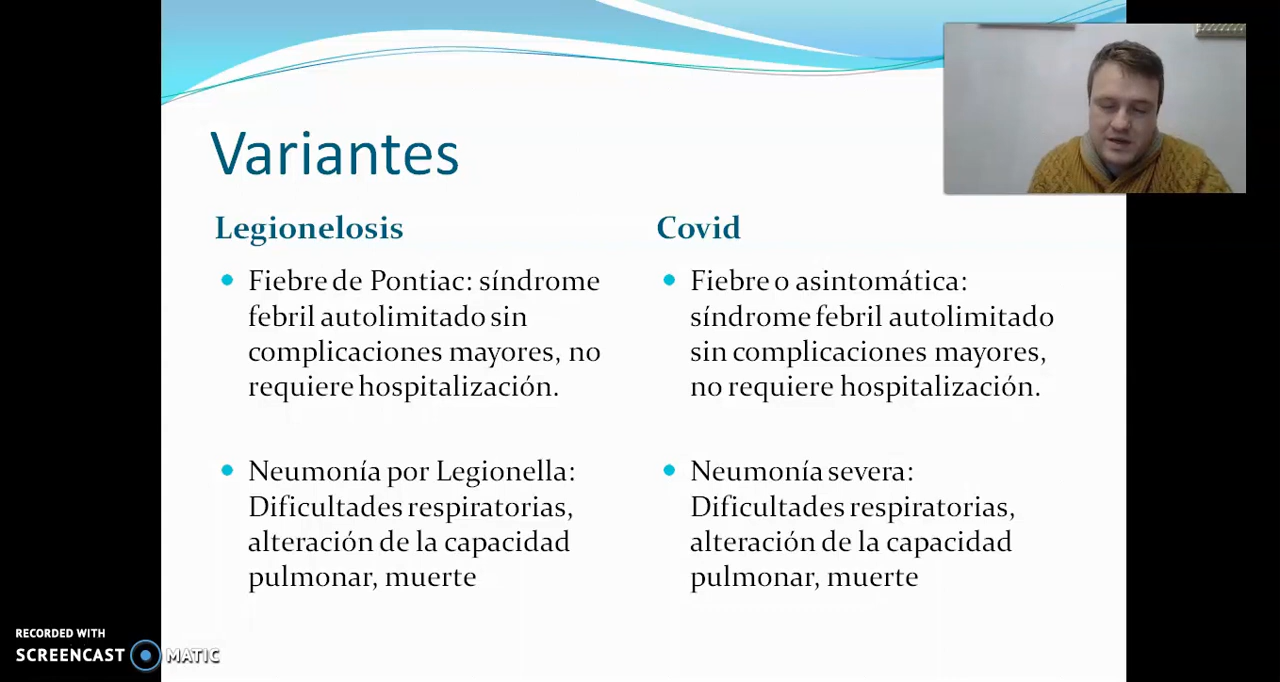 Variantes
Legionelosis
Fiebre de Pontiac: síndrome
febril autolimitado sin
complicaciones mayores, no
requiere hospitalización.
Neumonía por Legionella:
Dificultades respiratorias,
alteración de la capacidad
pulmonar, muerte
Covid
Fiebre o asintomática:
síndrome febril autolimitado
sin complicaciones mayores,
no requiere hospitalización.
Neumonía severa:
Dificultades respiratorias,
alteración de la capacidad
pulmonar, muerte
RECORDED WITH
SCREENCAST MATIC